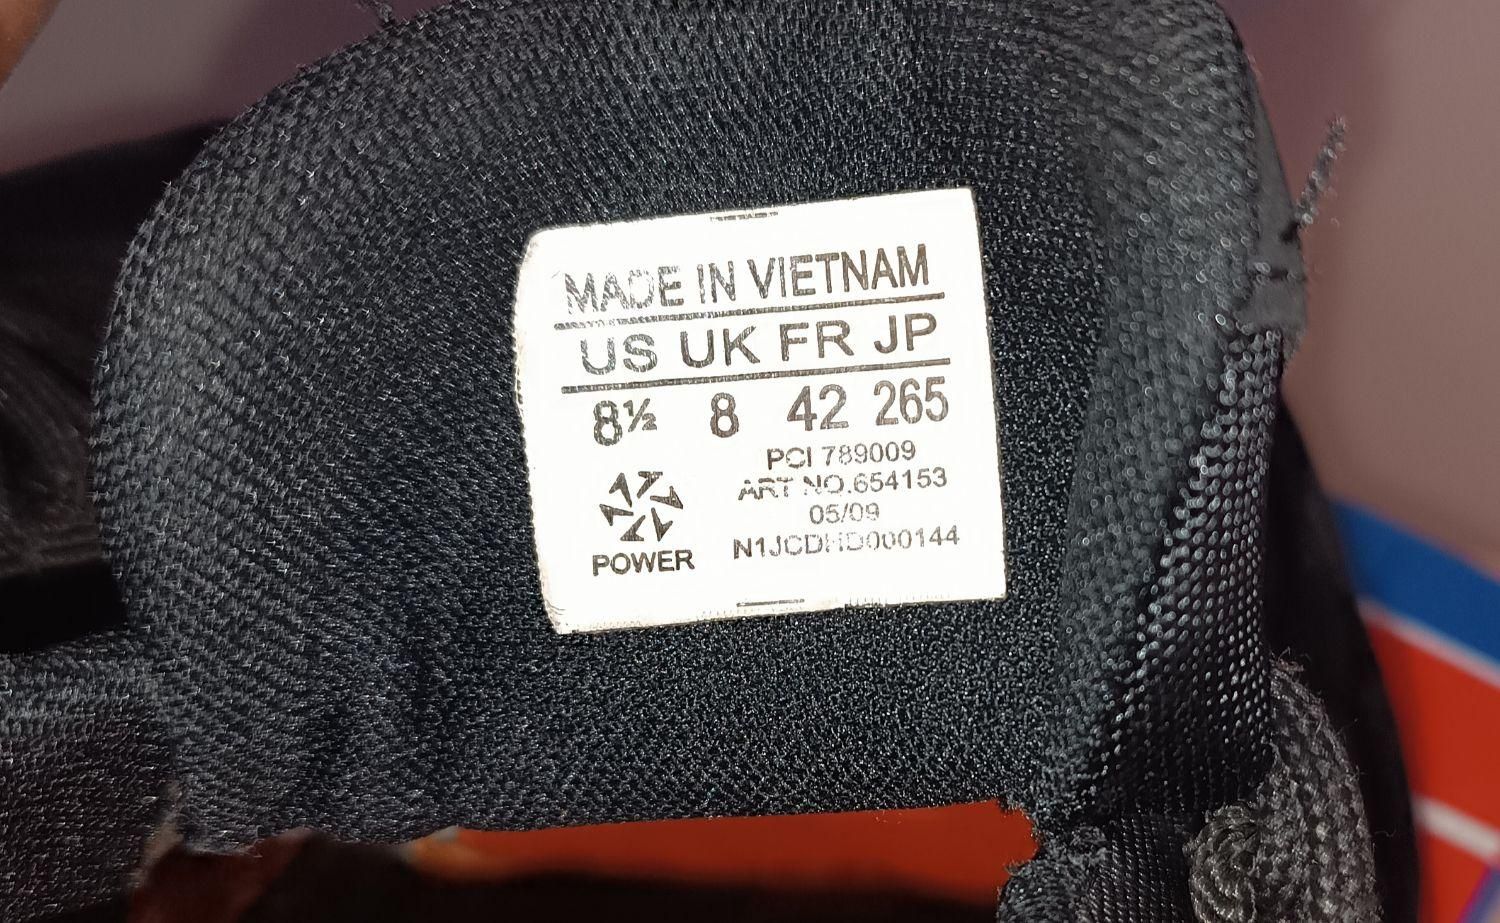 MADE IN VIETNAM
US UK FR JP
8½ 8 42 265
PCI 789009
ART NO.654153
05/09
N1JCDHD000144
POWER